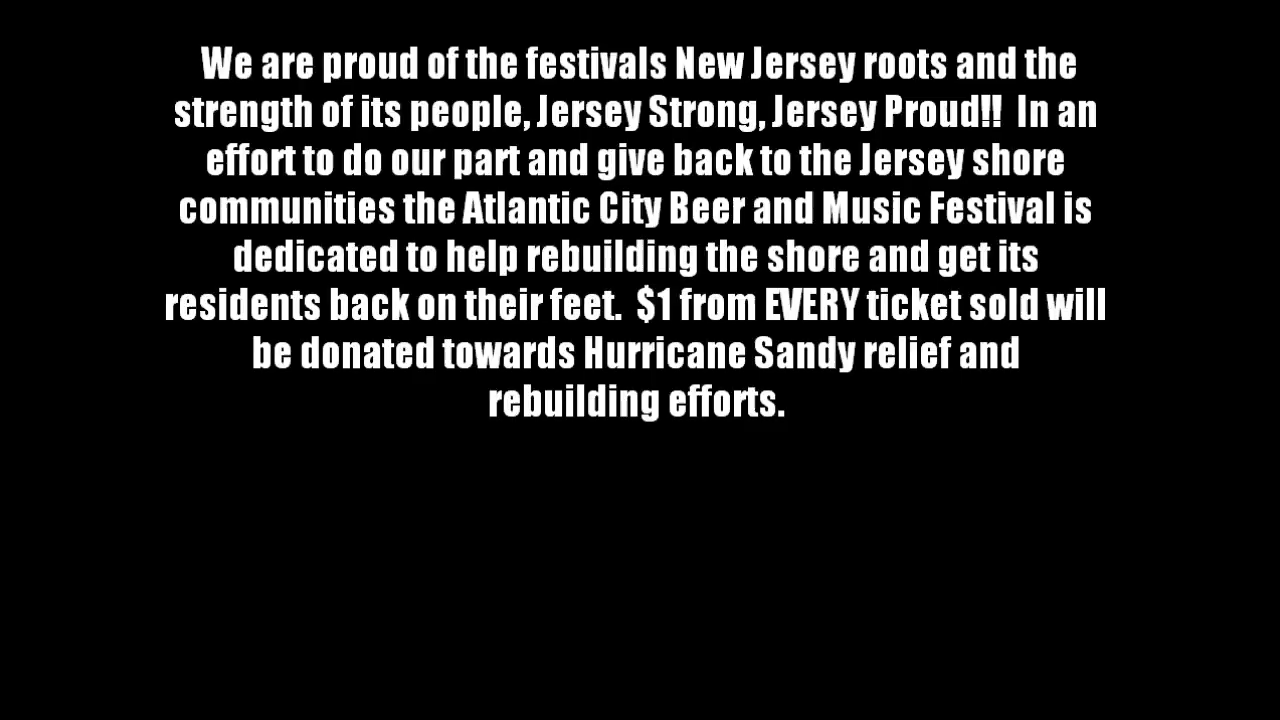 We are proud of the festivals New Jersey roots and the
strength of its people, Jersey Strong, Jersey Proud!!  In an
effort to do our part and give back to the Jersey shore
communities the Atlantic City Beer and Music Festival is
dedicated to help rebuilding the shore and get its
residents back on their feet.  $1 from EVERY ticket sold will
be donated towards Hurricane Sandy relief and
rebuilding efforts.